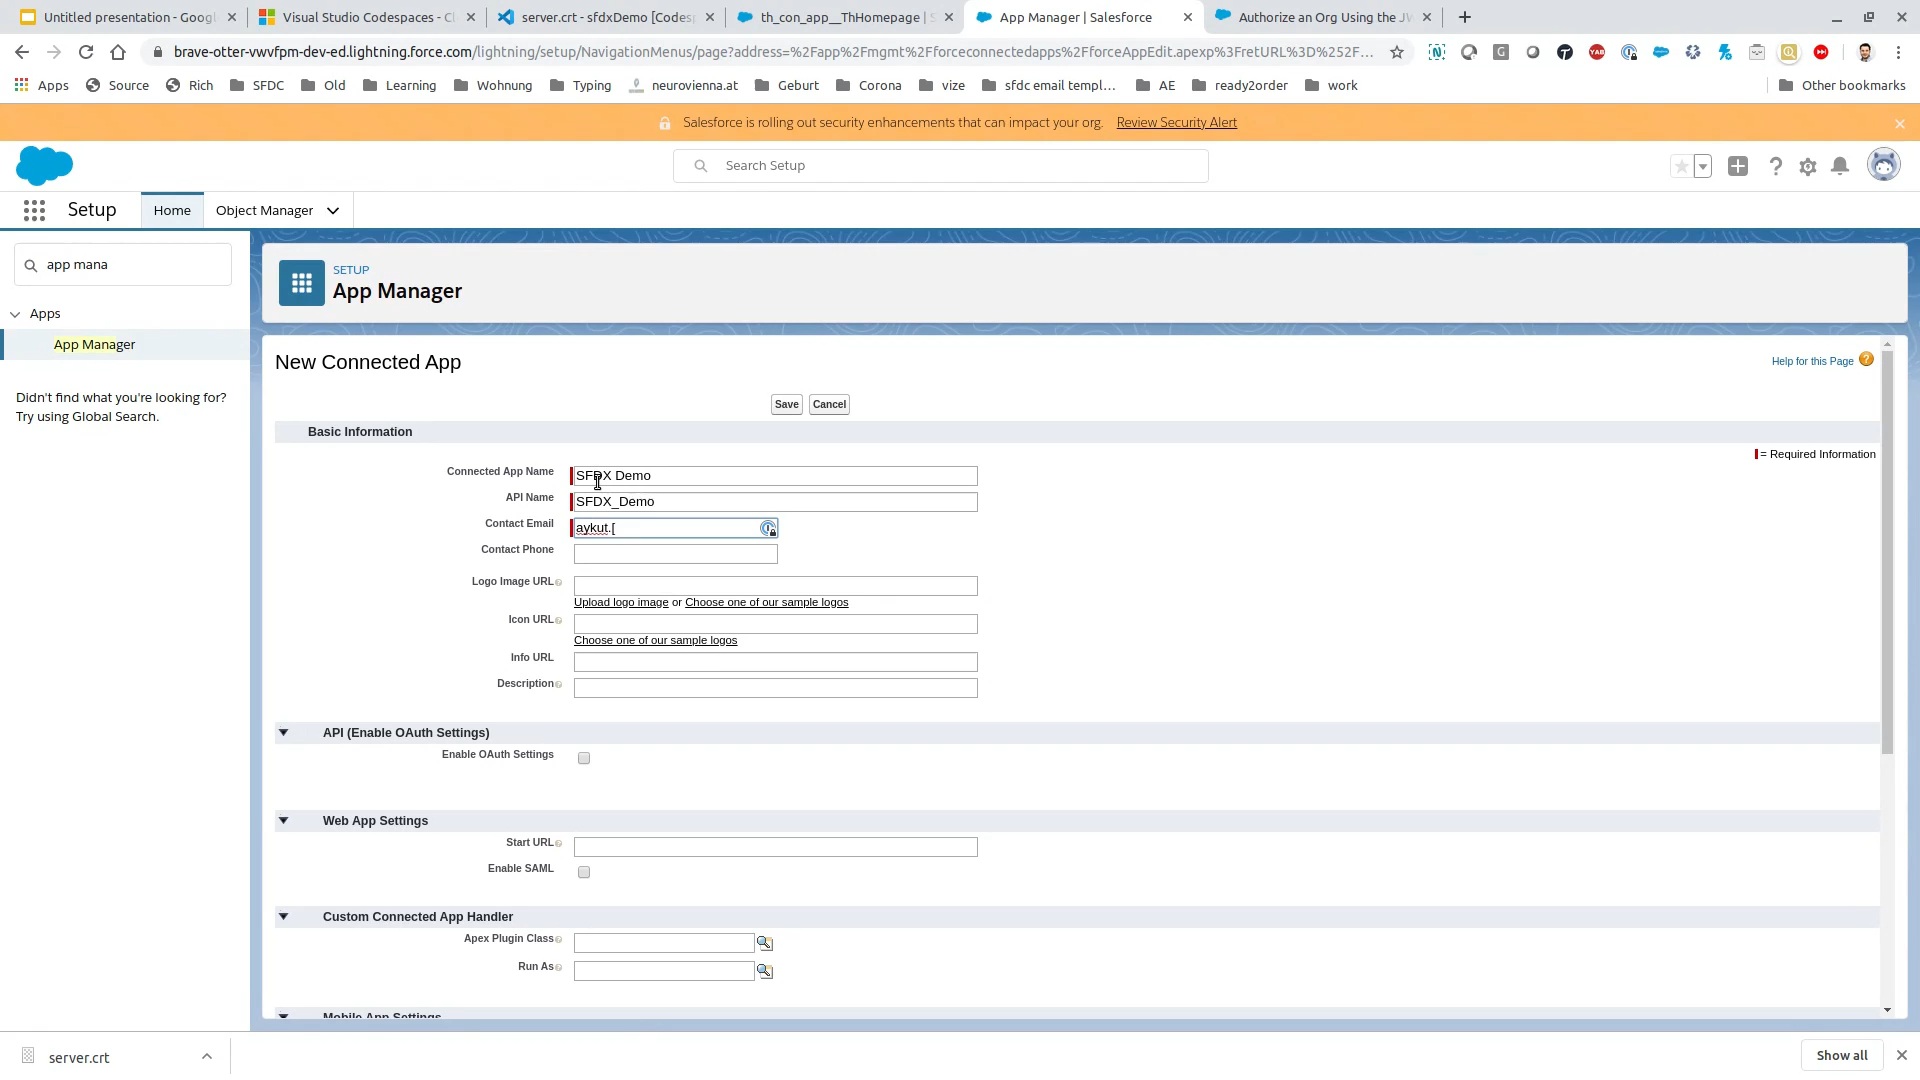 Untitled presentation - Googl
Visual Studio Codespaces - Cl
server.crt - sfdxDemo [Codesp
th_con_app__ThHomepage | S
App Manager | Salesforce
Authorize an Org Using the JW
brave-otter-vwvfpm-dev-ed.lightning.force.com/lightning/setup/NavigationMenus/page?address=%2Fapp%2Fmgmt%2Fforceconnectedapps%2FforceAppEdit.apexp%3FretURL%3D%252F...
Apps
Source
Rich
SFDC
Old
Learning
Wohnung
Typing
neurovienna.at
Geburt
Corona
vize
sfdc email templ...
AE
ready2order
work
Other bookmarks
Salesforce is rolling out security enhancements that can impact your org. Review Security Alert
Search Setup
Setup
Home
Object Manager
app mana
Apps
App Manager
Didn't find what you're looking for?
Try using Global Search.
SETUP
App Manager
New Connected App
Help for this Page
Save
Cancel
Basic Information
= Required Information
Connected App Name
SFDX Demo
API Name
SFDX_Demo
Contact Email
aykut.[
Contact Phone
Logo Image URL
Upload logo image or Choose one of our sample logos
Icon URL
Choose one of our sample logos
Info URL
Description
API (Enable OAuth Settings)
Enable OAuth Settings
Web App Settings
Start URL
Enable SAML
Custom Connected App Handler
Apex Plugin Class
Run As
Mobile App Settings
server.crt
Show all